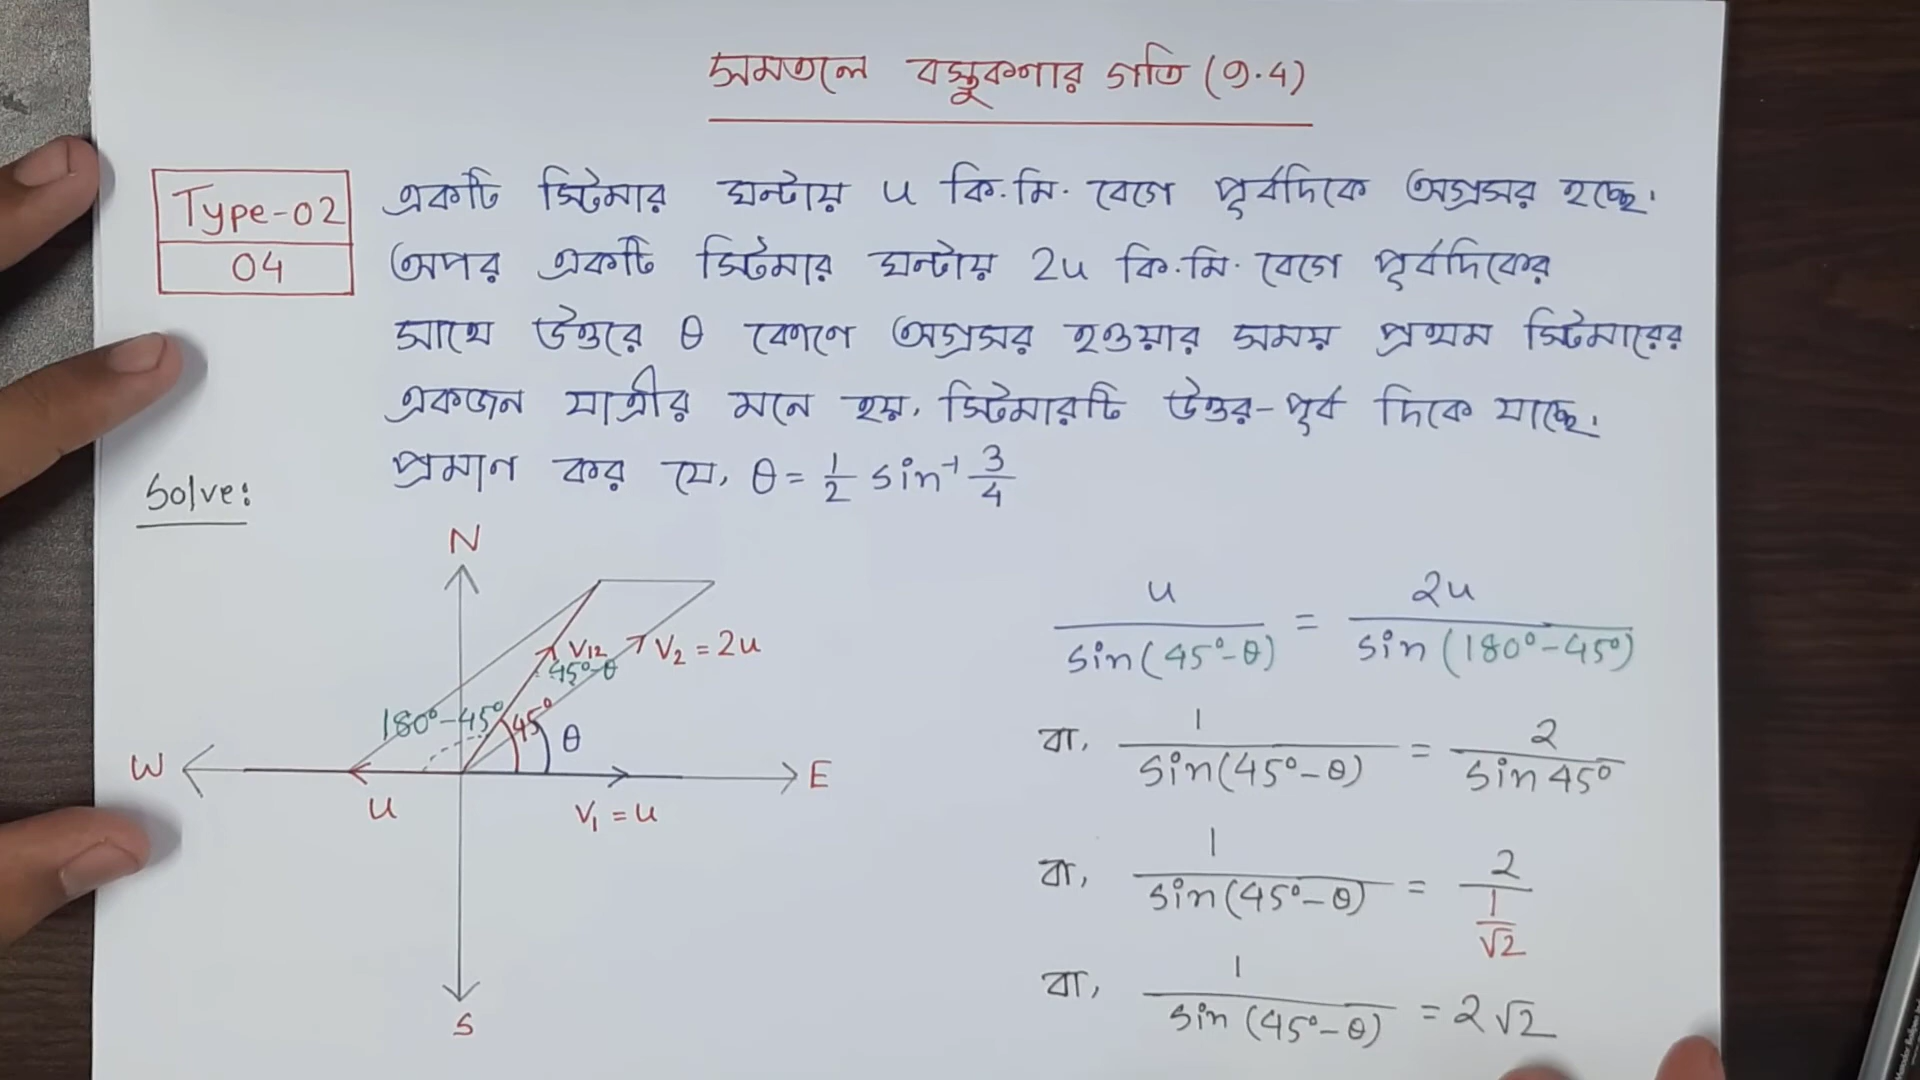 সমতলে বস্তুকণার গতি (9.4)
Type-02
04
একটি স্টিমার ঘন্টায় u কি.মি. বেগে পূর্বদিকে অগ্রসর হচ্ছে.
অপর একটি স্টিমার ঘন্টায় 2u কি.মি. বেগে পূর্বদিকের
সাথে উত্তরে θ কোণে অগ্রসর হওয়ার সময় প্রথম স্টিমারের
একজন যাত্রীর মনে হয়, স্টিমারটি উত্তর-পূর্ব দিকে যাচ্ছে.
প্রমাণ কর যে, θ = 1/2 sin⁻¹ 3/4
Solve:
N
V₁₂
V₂ = 2u
45°-θ
180°-45°
45°
θ
W
E
u
V₁ = u
S
u/sin(45°-θ) = 2u/sin(180°-45°)
বা, 1/sin(45°-θ) = 2/sin45°
বা, 1/sin(45°-θ) = 2/(1/√2)
বা, 1/sin(45°-θ) = 2√2